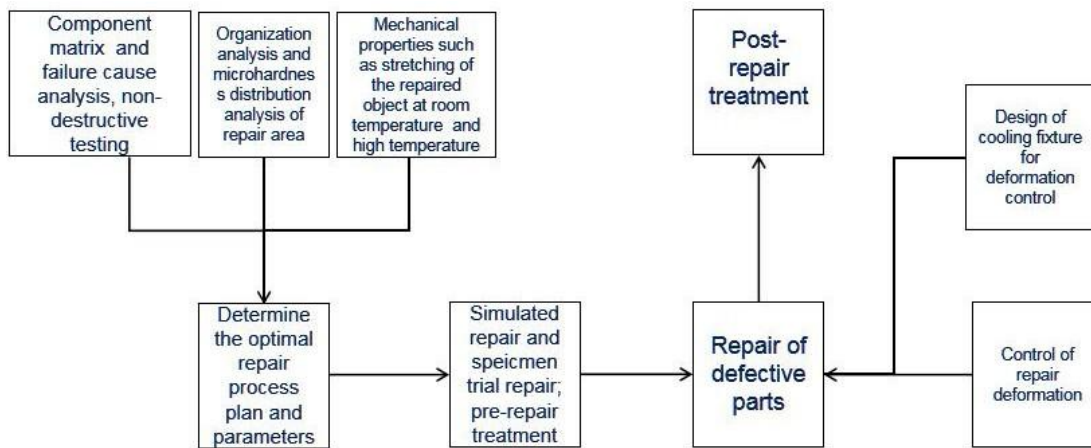 Component
matrix and
failure cause
analysis, non-
destructive
testing
Organization
analysis and
microhardnes
s distribution
analysis of
repair area
Mechanical
properties such
as stretching of
the repaired
object at room
temperature and
high temperature
Post-
repair
treatment
Design of
cooling fixture
for
deformation
control
Determine
the optimal
repair
process
plan and
parameters
Simulated
repair and
speicmen
trial repair;
pre-repair
treatment
Repair of
defective
parts
Control of
repair
deformation